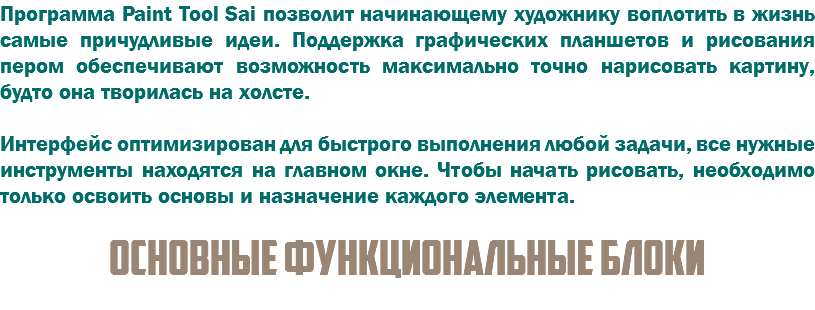 Программа Paint Tool Sai позволит начинающему художнику воплотить в жизнь
самые причудливые идеи. Поддержка графических планшетов и рисования
пером обеспечивают возможность максимально точно нарисовать картину,
будто она творилась на холсте.
Интерфейс оптимизирован для быстрого выполнения любой задачи, все нужные
инструменты находятся на главном окне. Чтобы начать рисовать, необходимо
только освоить основы и назначение каждого элемента.
ОСНОВНЫЕ ФУНКЦИОНАЛЬНЫЕ БЛОКИ